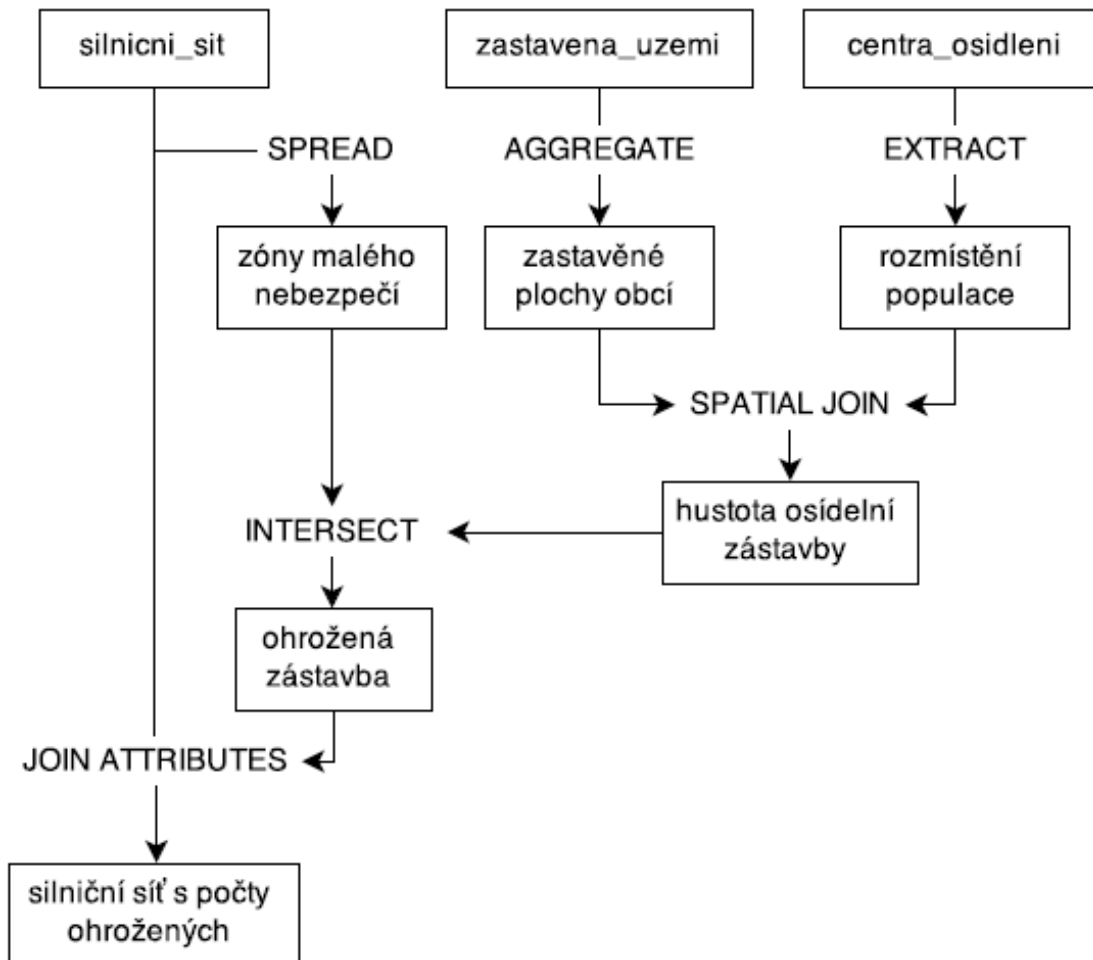 silnicni_sit
zastavena_uzemi
centra_osidleni
SPREAD
AGGREGATE
EXTRACT
zóny malého
nebezpečí
zastavěné
plochy obcí
rozmístění
populace
SPATIAL JOIN
INTERSECT
hustota osídelní
zástavby
ohrožená
zástavba
JOIN ATTRIBUTES
silniční síť s počty
ohrožených